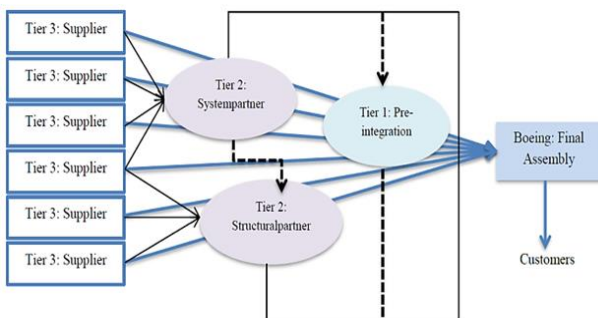 Tier 3: Supplier
Tier 3: Supplier
Tier 3: Supplier
Tier 3: Supplier
Tier 3: Supplier
Tier 3: Supplier
Tier 2:
Systempartner
Tier 2:
Structuralpartner
Tier 1: Pre-
integration
Boeing: Final
Assembly
Customers